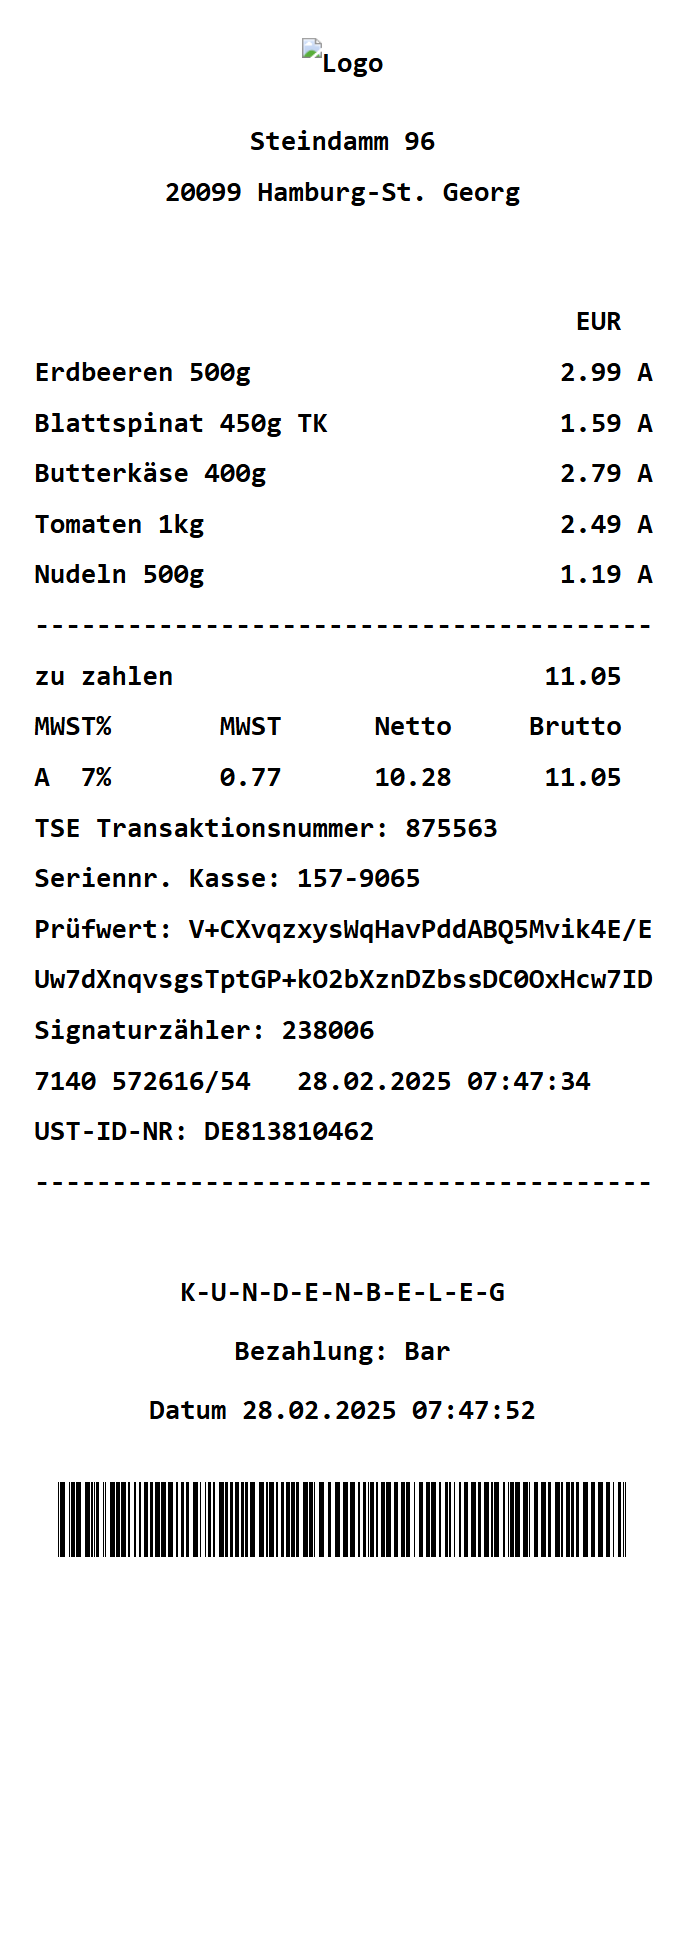 Logo
Steindamm 96
20099 Hamburg-St. Georg
EUR
Erdbeeren 500g 2.99 A
Blattspinat 450g TK 1.59 A
Butterkäse 400g 2.79 A
Tomaten 1kg 2.49 A
Nudeln 500g 1.19 A
----------------------------------------
zu zahlen 11.05
MWST% MWST Netto Brutto
A 7% 0.77 10.28 11.05
TSE Transaktionsnummer: 875563
Seriennr. Kasse: 157-9065
Prüfwert: V+CXvqzxysWqHavPddABQ5Mvik4E/E
Uw7dXnqvsgsTptGP+kO2bXznDZbssDC0OxHcw7ID
Signaturzähler: 238006
7140 572616/54 28.02.2025 07:47:34
UST-ID-NR: DE813810462
----------------------------------------
K-U-N-D-E-N-B-E-L-E-G
Bezahlung: Bar
Datum 28.02.2025 07:47:52